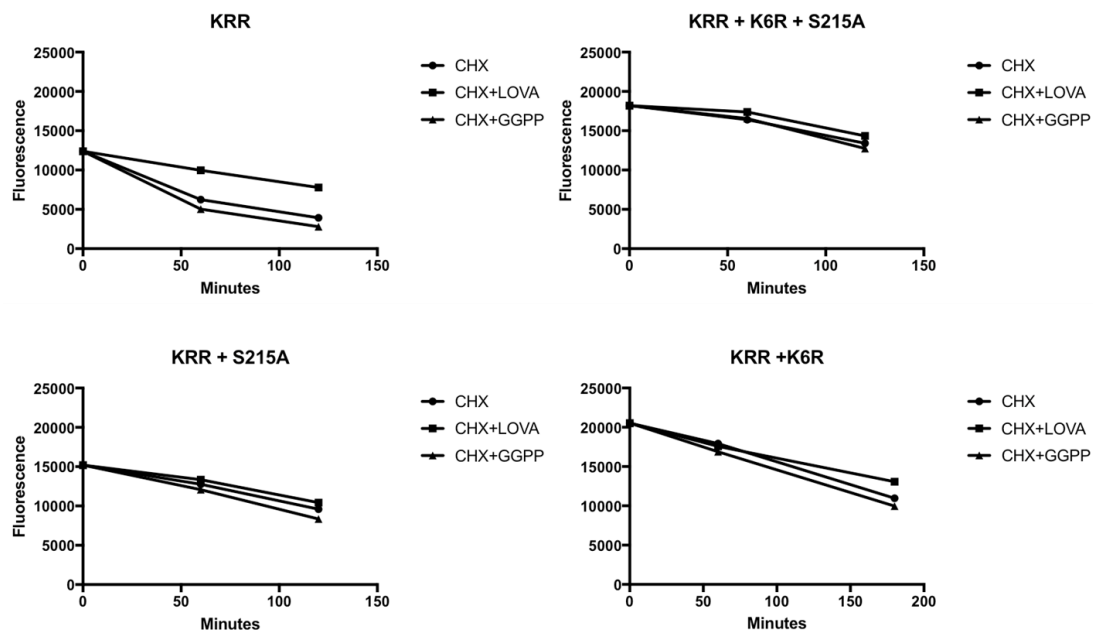 KRR
25000
20000
15000
10000
5000
0
Fluorescence
0 50 100 150
Minutes
CHX
CHX+LOVA
CHX+GGPP
KRR + K6R + S215A
25000
20000
15000
10000
5000
0
Fluorescence
0 50 100 150
Minutes
CHX
CHX+LOVA
CHX+GGPP
KRR + S215A
25000
20000
15000
10000
5000
0
Fluorescence
0 50 100 150
Minutes
CHX
CHX+LOVA
CHX+GGPP
KRR +K6R
25000
20000
15000
10000
5000
0
Fluorescence
0 50 100 150 200
Minutes
CHX
CHX+LOVA
CHX+GGPP